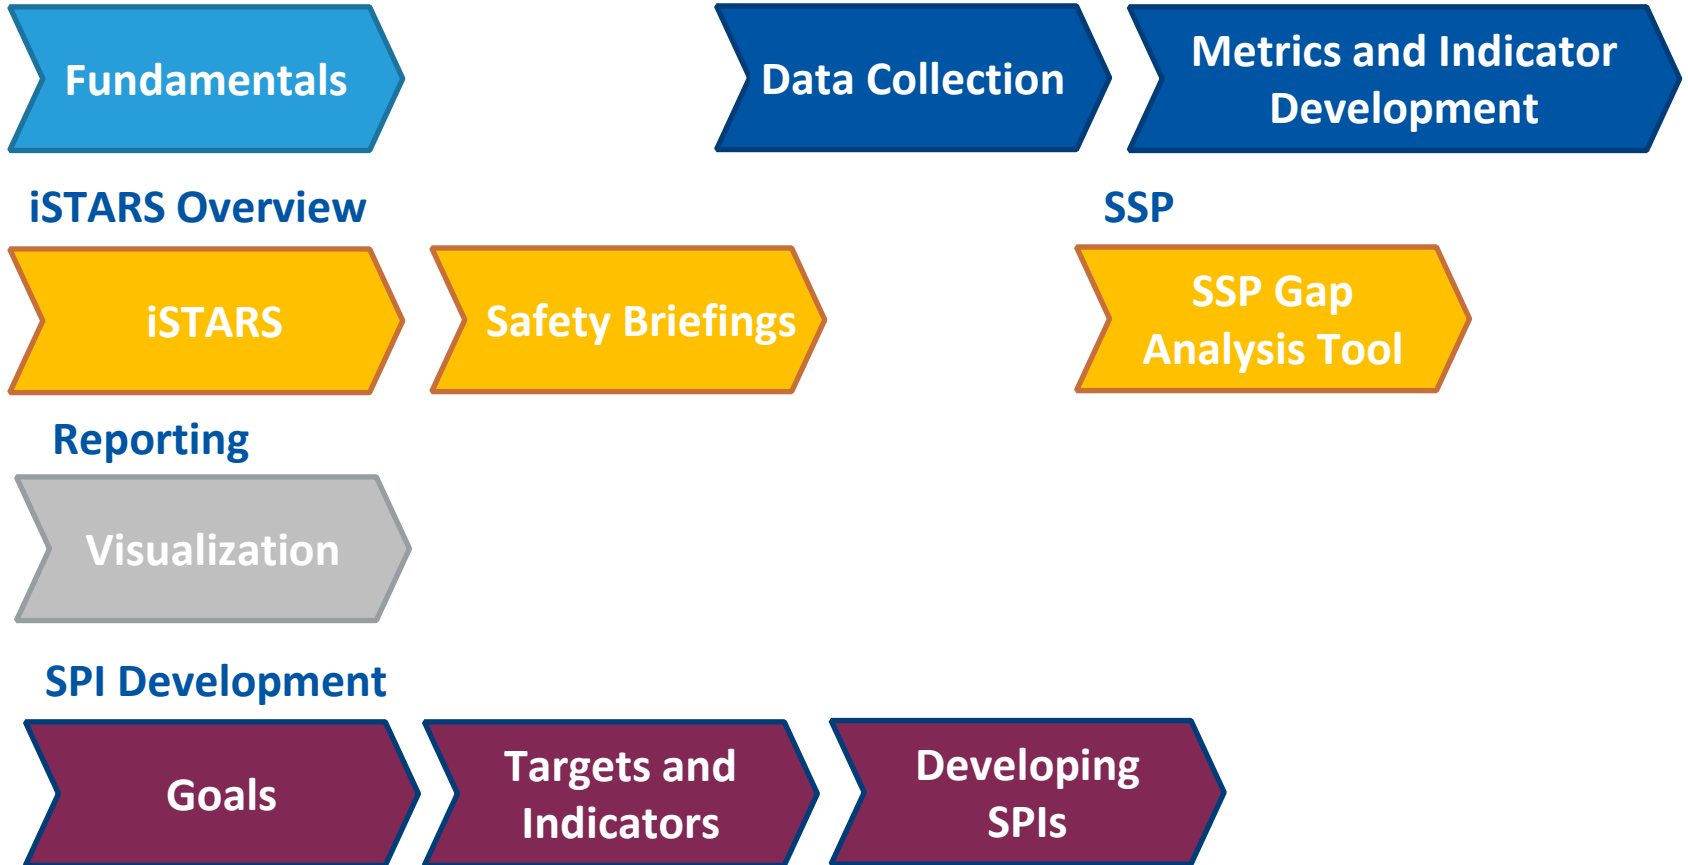 Fundamentals
Data Collection
Metrics and Indicator
Development
iSTARS Overview
SSP
iSTARS
Safety Briefings
SSP Gap
Analysis Tool
Reporting
Visualization
SPI Development
Goals
Targets and
Indicators
Developing
SPIs